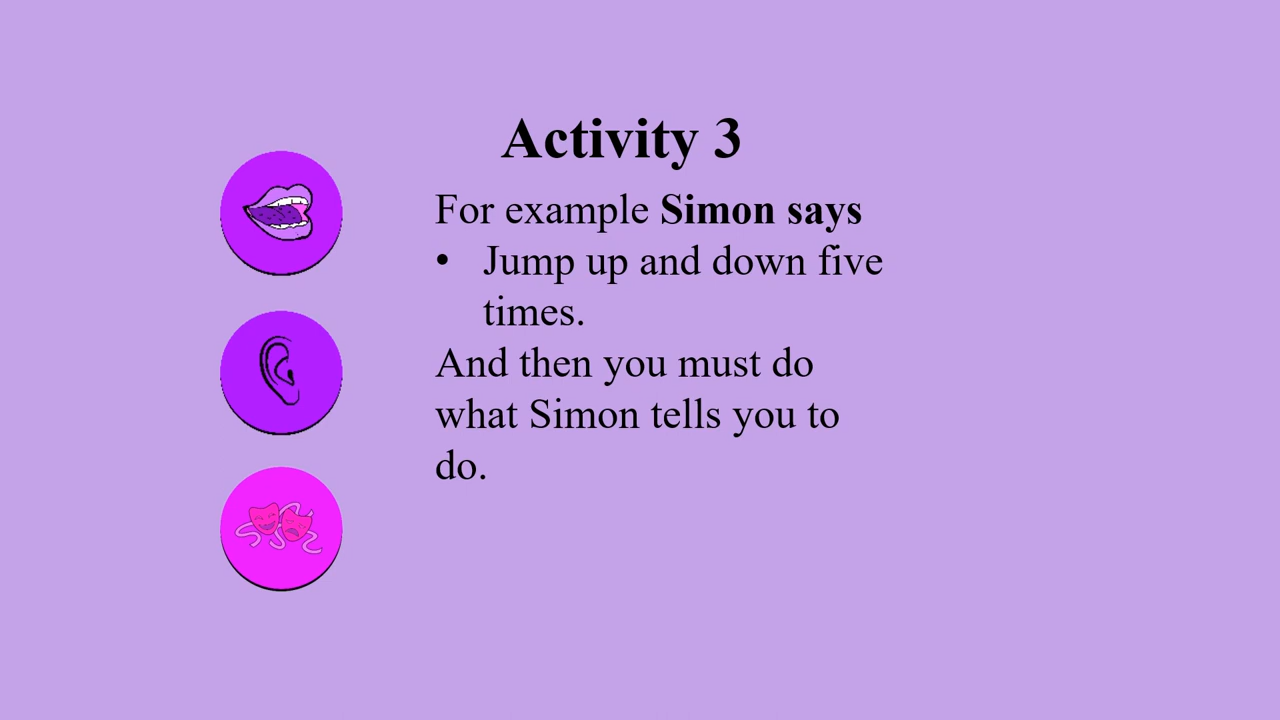 Activity 3
For example Simon says
• Jump up and down five
times.
And then you must do
what Simon tells you to
do.